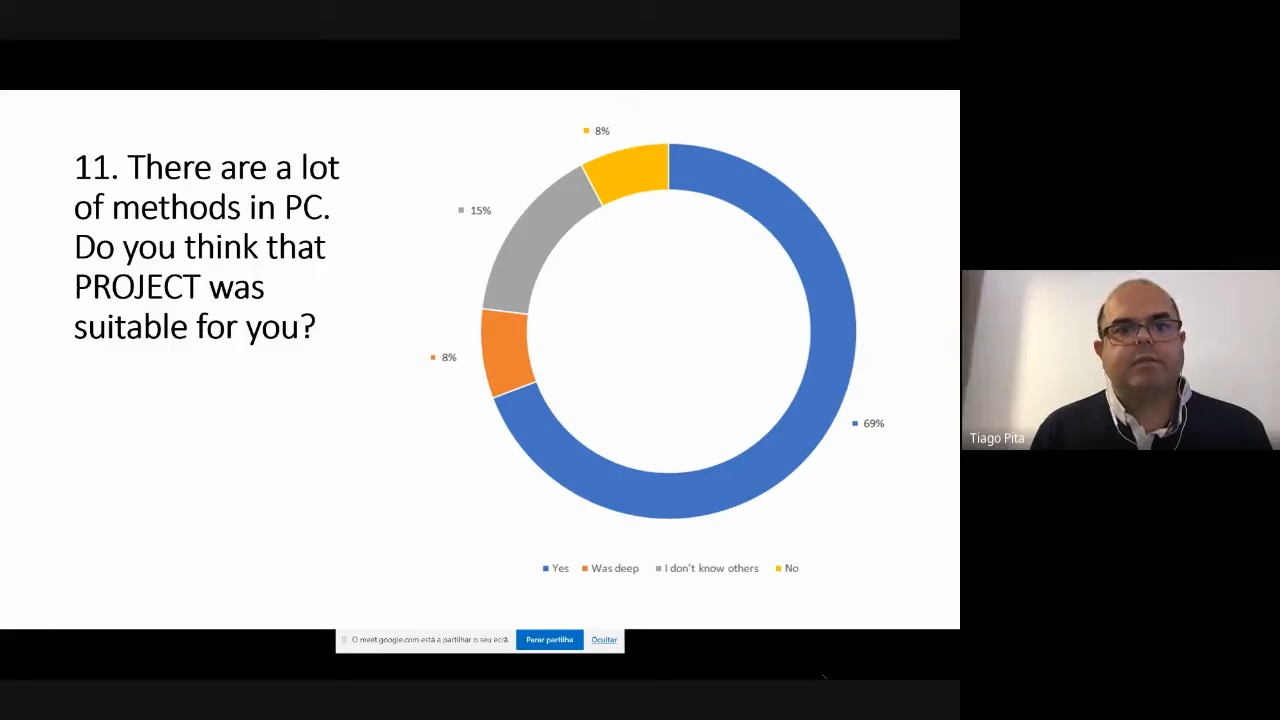 11. There are a lot
of methods in PC.
Do you think that
PROJECT was
suitable for you?
8%
15%
8%
69%
Yes Was deep I don't know others No
Tiago Pita
O meet.google.com está a partilhar o seu ecrã. Parar partilha Ocultar